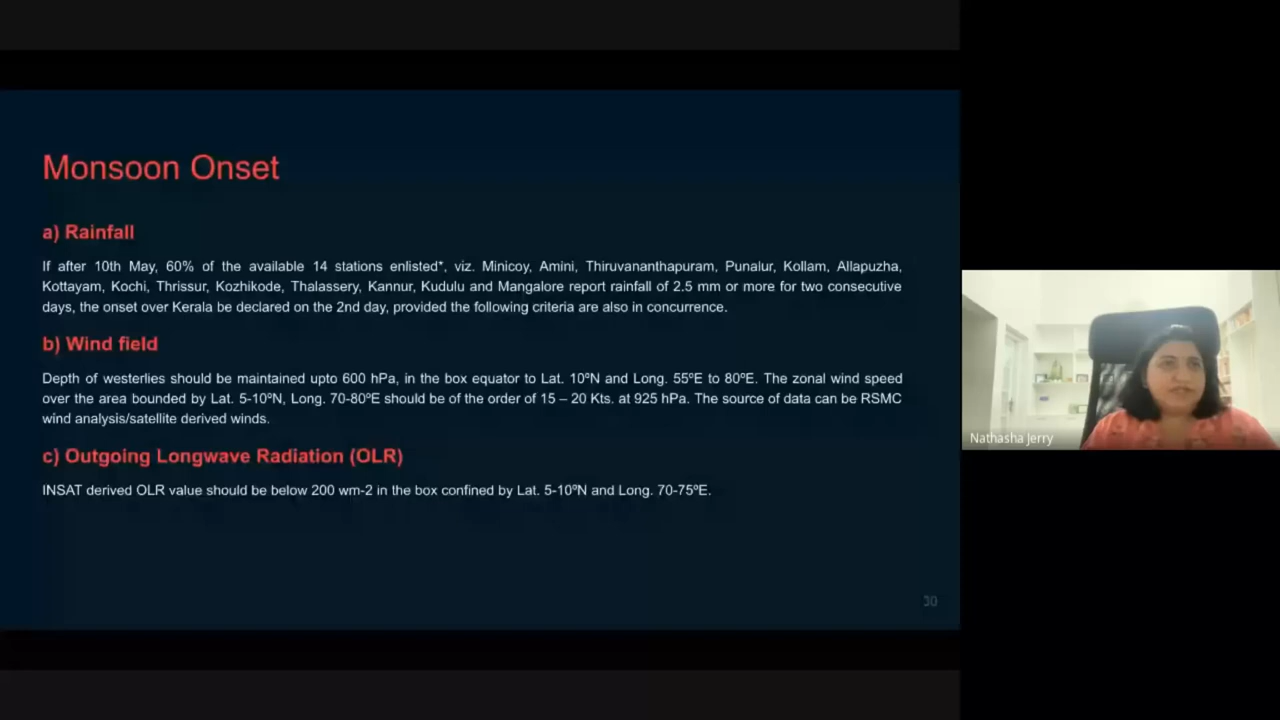 Monsoon Onset
a) Rainfall
If after 10th May, 60% of the available 14 stations enlisted*, viz. Minicoy, Amini, Thiruvananthapuram, Punalur, Kollam, Allapuzha,
Kottayam, Kochi, Thrissur, Kozhikode, Thalassery, Kannur, Kudulu and Mangalore report rainfall of 2.5 mm or more for two consecutive
days, the onset over Kerala be declared on the 2nd day, provided the following criteria are also in concurrence.
b) Wind field
Depth of westerlies should be maintained upto 600 hPa, in the box equator to Lat. 10ºN and Long. 55ºE to 80ºE. The zonal wind speed
over the area bounded by Lat. 5-10ºN, Long. 70-80ºE should be of the order of 15 – 20 Kts. at 925 hPa. The source of data can be RSMC
wind analysis/satellite derived winds.
c) Outgoing Longwave Radiation (OLR)
INSAT derived OLR value should be below 200 wm-2 in the box confined by Lat. 5-10ºN and Long. 70-75ºE.
30
Nathasha Jerry